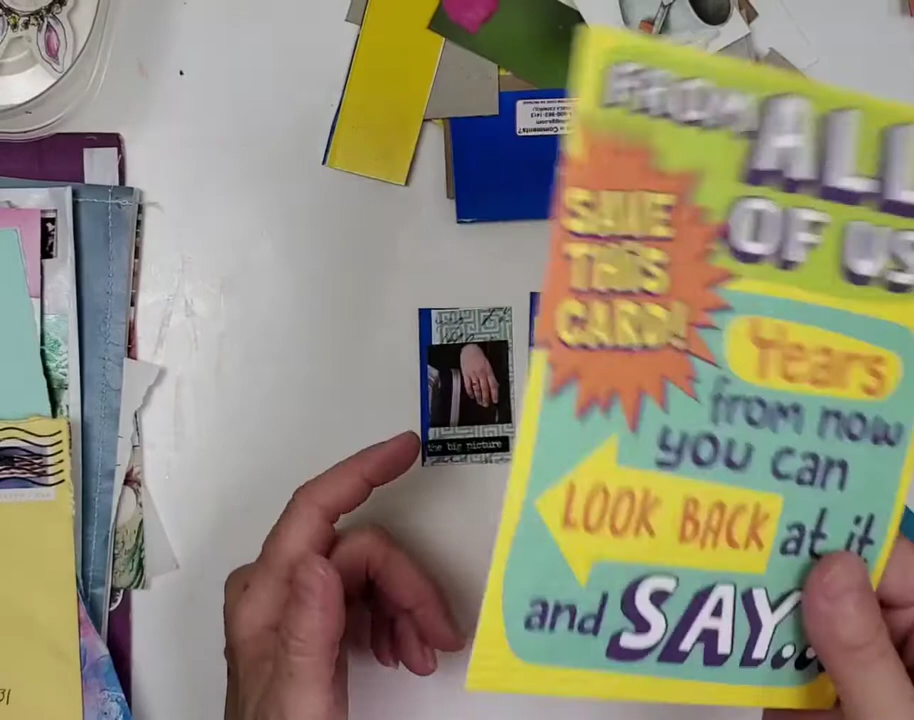 FROM ALL
OF US
SAVE
THIS
CARD!
Years
from now
you can
LOOK BACK at it
and SAY...
the big picture
Comments?